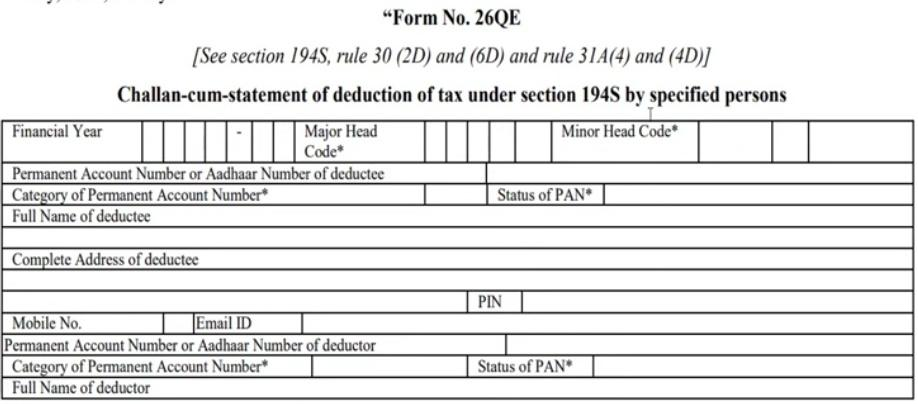 “Form No. 26QE
[See section 194S, rule 30 (2D) and (6D) and rule 31A(4) and (4D)]
Challan-cum-statement of deduction of tax under section 194S by specified persons
Financial Year - Major Head Code* Minor Head Code*
Permanent Account Number or Aadhaar Number of deductee
Category of Permanent Account Number* Status of PAN*
Full Name of deductee
Complete Address of deductee
PIN
Mobile No. Email ID
Permanent Account Number or Aadhaar Number of deductor
Category of Permanent Account Number* Status of PAN*
Full Name of deductor